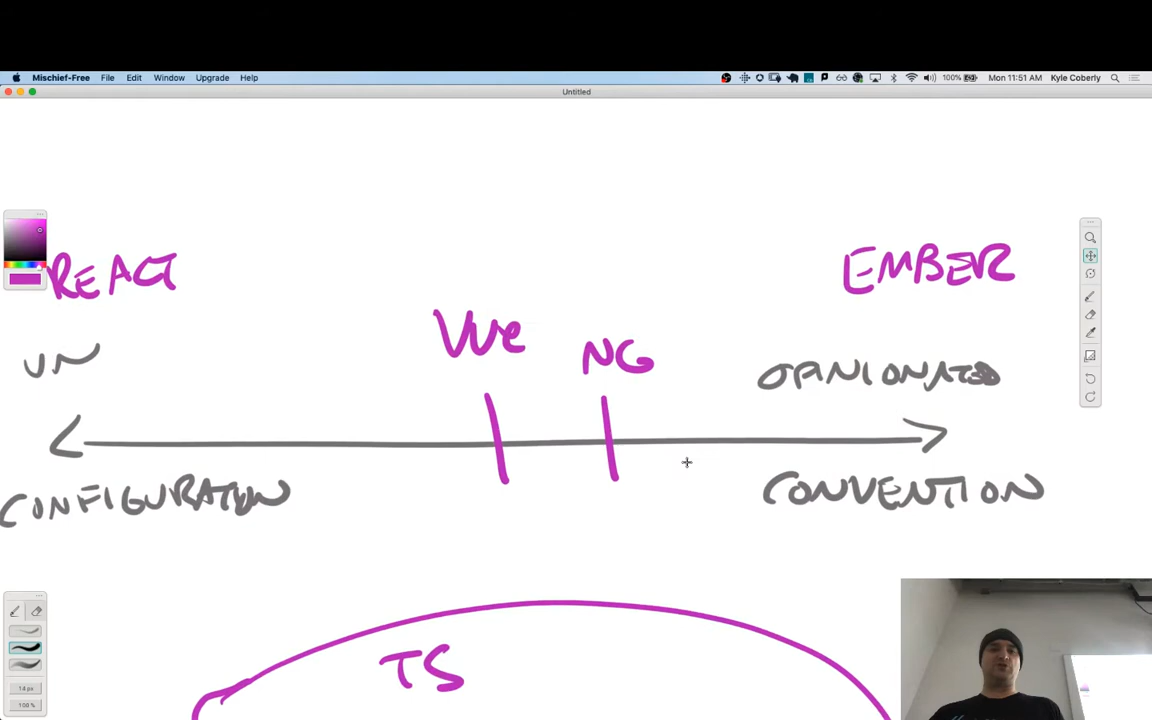 Mischief-Free File Edit Window Upgrade Help 100% Mon 11:51 AM Kyle Coberly
Untitled
REACT
EMBER
Vue
NG
UN
OPINIONATED
CONFIGURATION
CONVENTION
TS
14 px
100 %